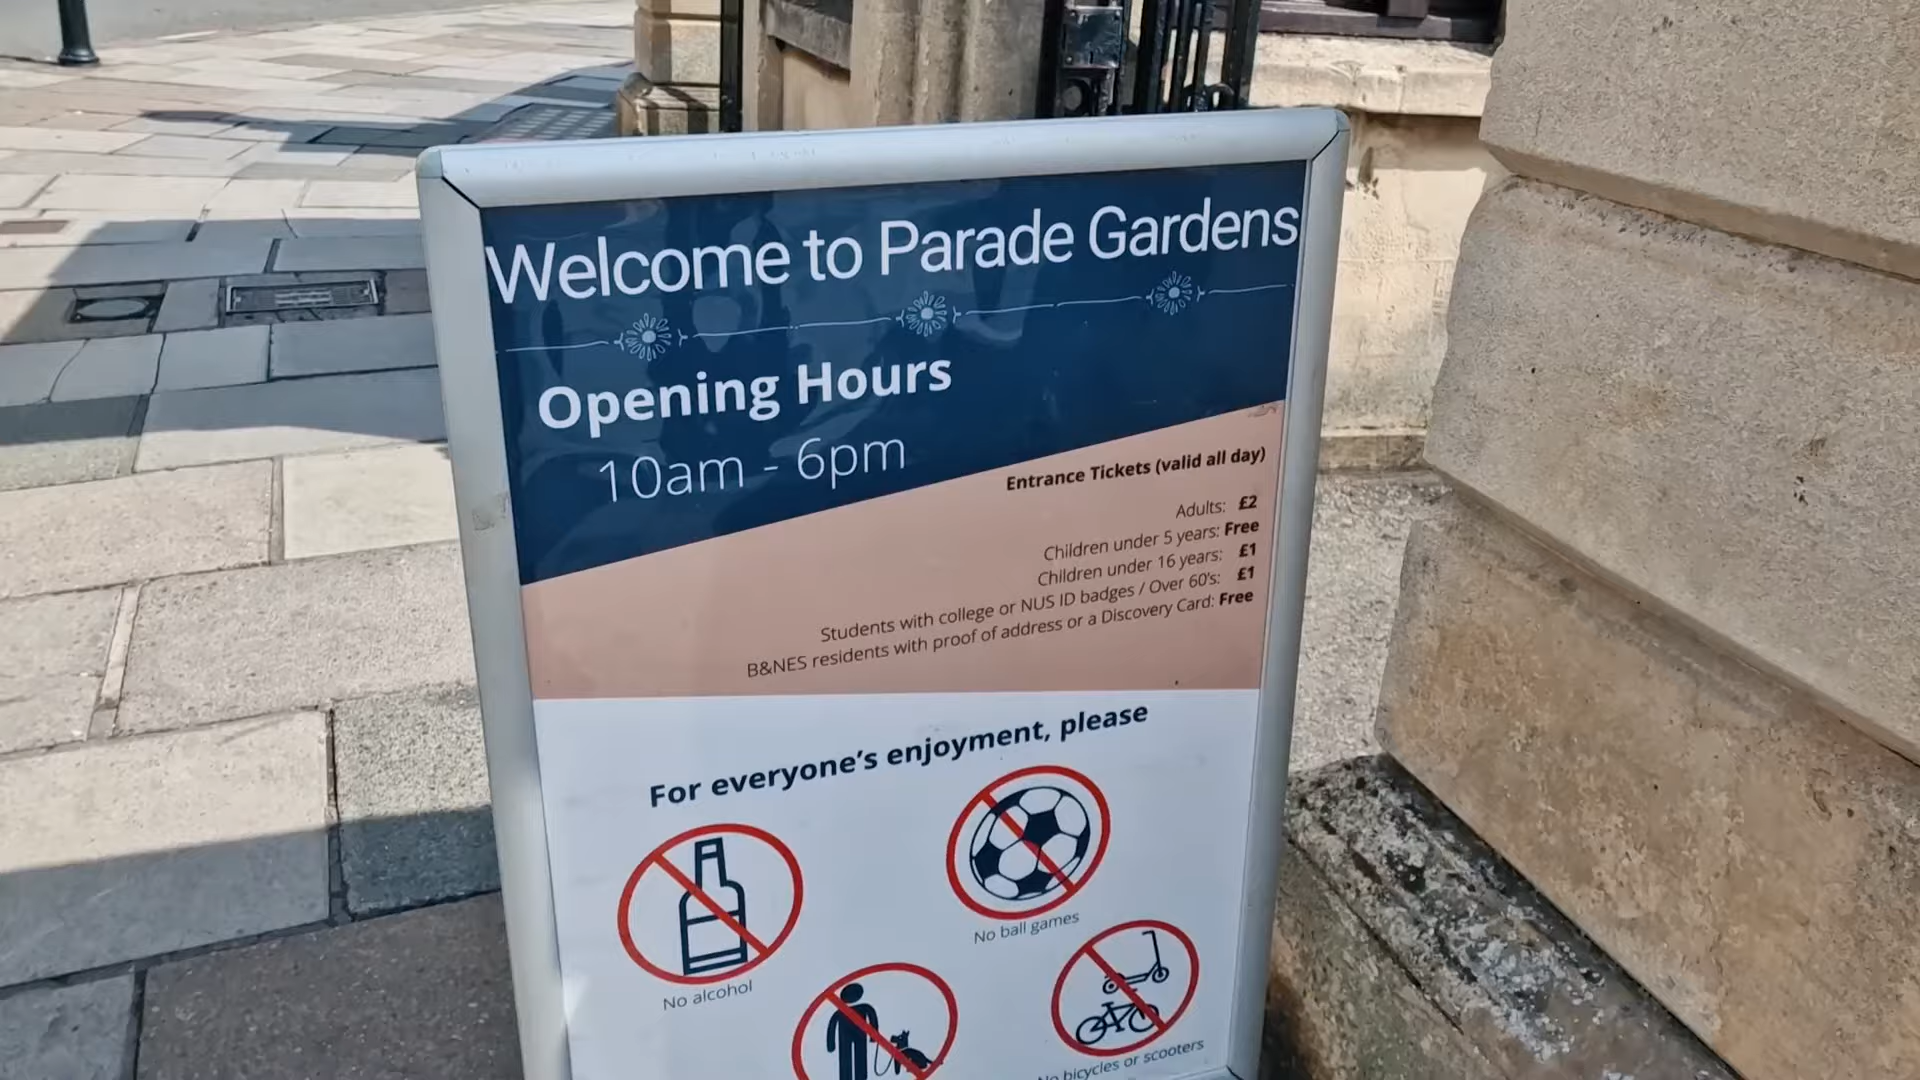 Welcome to Parade Gardens
Opening Hours
10am - 6pm
Entrance Tickets (valid all day)
Adults: £2
Children under 5 years: Free
Children under 16 years: £1
Students with college or NUS ID badges / Over 60's: £1
B&NES residents with proof of address or a Discovery Card: Free
For everyone's enjoyment, please
No ball games
No alcohol
No bicycles or scooters